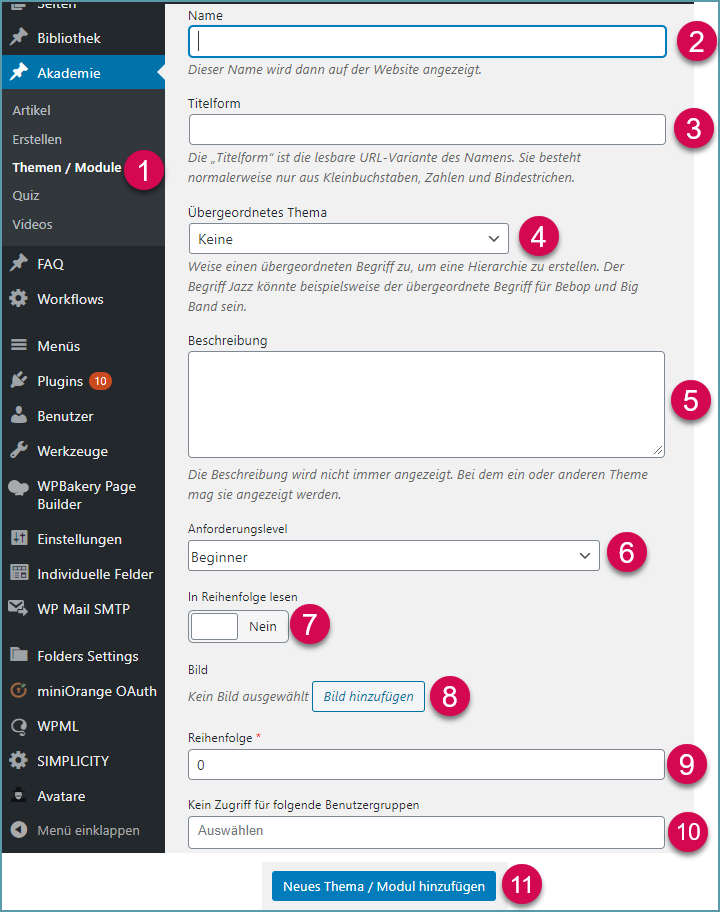 Seiten
Bibliothek
Akademie
Artikel
Erstellen
Themen / Module
1
Quiz
Videos
FAQ
Workflows
Menüs
Plugins 10
Benutzer
Werkzeuge
WPBakery Page
Builder
Einstellungen
Individuelle Felder
WP Mail SMTP
Folders Settings
miniOrange OAuth
WPML
SIMPLICITY
Avatare
Menü einklappen
Name
2
Dieser Name wird dann auf der Website angezeigt.
Titelform
3
Die „Titelform“ ist die lesbare URL-Variante des Namens. Sie besteht
normalerweise nur aus Kleinbuchstaben, Zahlen und Bindestrichen.
Übergeordnetes Thema
Keine
4
Weise einen übergeordneten Begriff zu, um eine Hierarchie zu erstellen. Der
Begriff Jazz könnte beispielsweise der übergeordnete Begriff für Bebop und Big
Band sein.
Beschreibung
5
Die Beschreibung wird nicht immer angezeigt. Bei dem ein oder anderen Theme
mag sie angezeigt werden.
Anforderungslevel
Beginner
6
In Reihenfolge lesen
Nein
7
Bild
Kein Bild ausgewählt Bild hinzufügen
8
Reihenfolge *
0
9
Kein Zugriff für folgende Benutzergruppen
Auswählen
10
Neues Thema / Modul hinzufügen
11